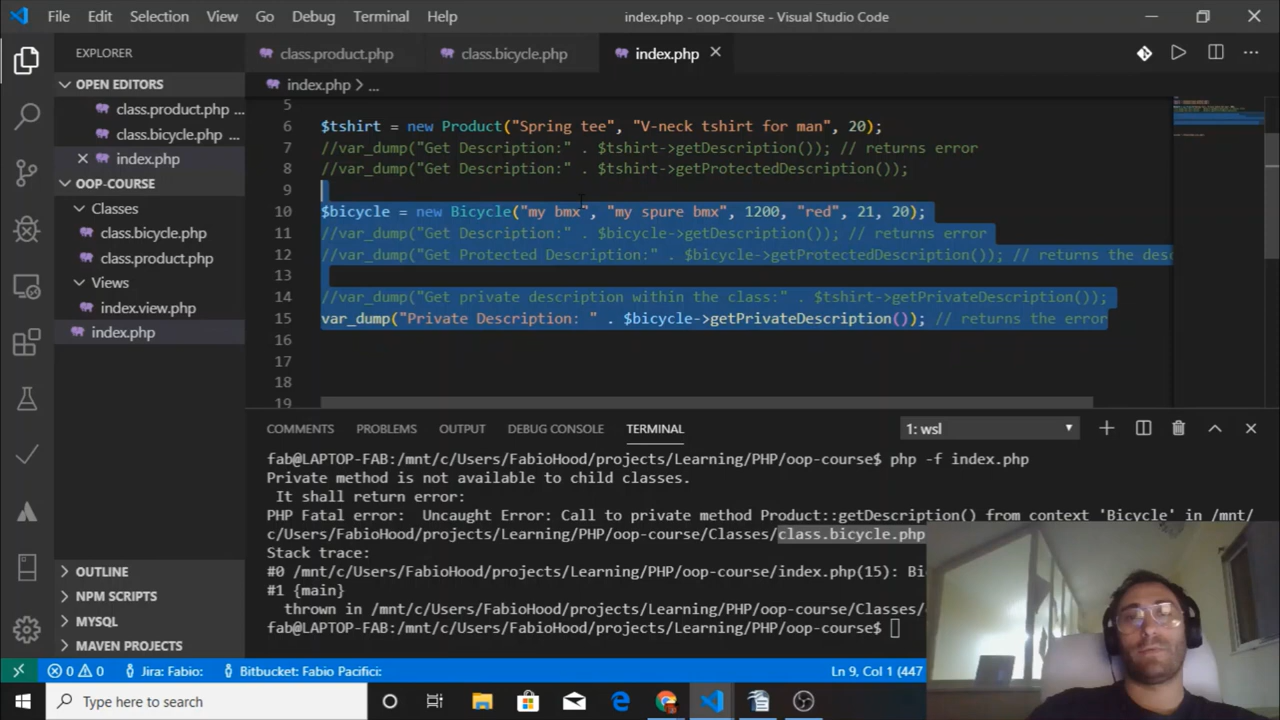 File Edit Selection View Go Debug Terminal Help
index.php - oop-course - Visual Studio Code
EXPLORER
class.product.php
class.bicycle.php
index.php
OPEN EDITORS
class.product.php ...
class.bicycle.php ...
index.php
OOP-COURSE
Classes
class.bicycle.php
class.product.php
Views
index.view.php
index.php
OUTLINE
NPM SCRIPTS
MYSQL
MAVEN PROJECTS
index.php > ...
5
6 $tshirt = new Product("Spring tee", "V-neck tshirt for man", 20);
7 //var_dump("Get Description:" . $tshirt->getDescription()); // returns error
8 //var_dump("Get Description:" . $tshirt->getProtectedDescription());
9
10 $bicycle = new Bicycle("my bmx", "my spure bmx", 1200, "red", 21, 20);
11 //var_dump("Get Description:" . $bicycle->getDescription()); // returns error
12 //var_dump("Get Protected Description:" . $bicycle->getProtectedDescription()); // returns the desc
13
14 //var_dump("Get private description within the class:" . $tshirt->getPrivateDescription());
15 var_dump("Private Description: " . $bicycle->getPrivateDescription()); // returns the error
16
17
18
19
COMMENTS PROBLEMS OUTPUT DEBUG CONSOLE TERMINAL
1: wsl
fab@LAPTOP-FAB:/mnt/c/Users/FabioHood/projects/Learning/PHP/oop-course$ php -f index.php
Private method is not available to child classes.
It shall return error:
PHP Fatal error: Uncaught Error: Call to private method Product::getDescription() from context 'Bicycle' in /mnt/
c/Users/FabioHood/projects/Learning/PHP/oop-course/Classes/class.bicycle.php
Stack trace:
#0 /mnt/c/Users/FabioHood/projects/Learning/PHP/oop-course/index.php(15): Bi
#1 {main}
thrown in /mnt/c/Users/FabioHood/projects/Learning/PHP/oop-course/Classes/
fab@LAPTOP-FAB:/mnt/c/Users/FabioHood/projects/Learning/PHP/oop-course$
0 0 Jira: Fabio: Bitbucket: Fabio Pacifici: Ln 9, Col 1 (447
Type here to search